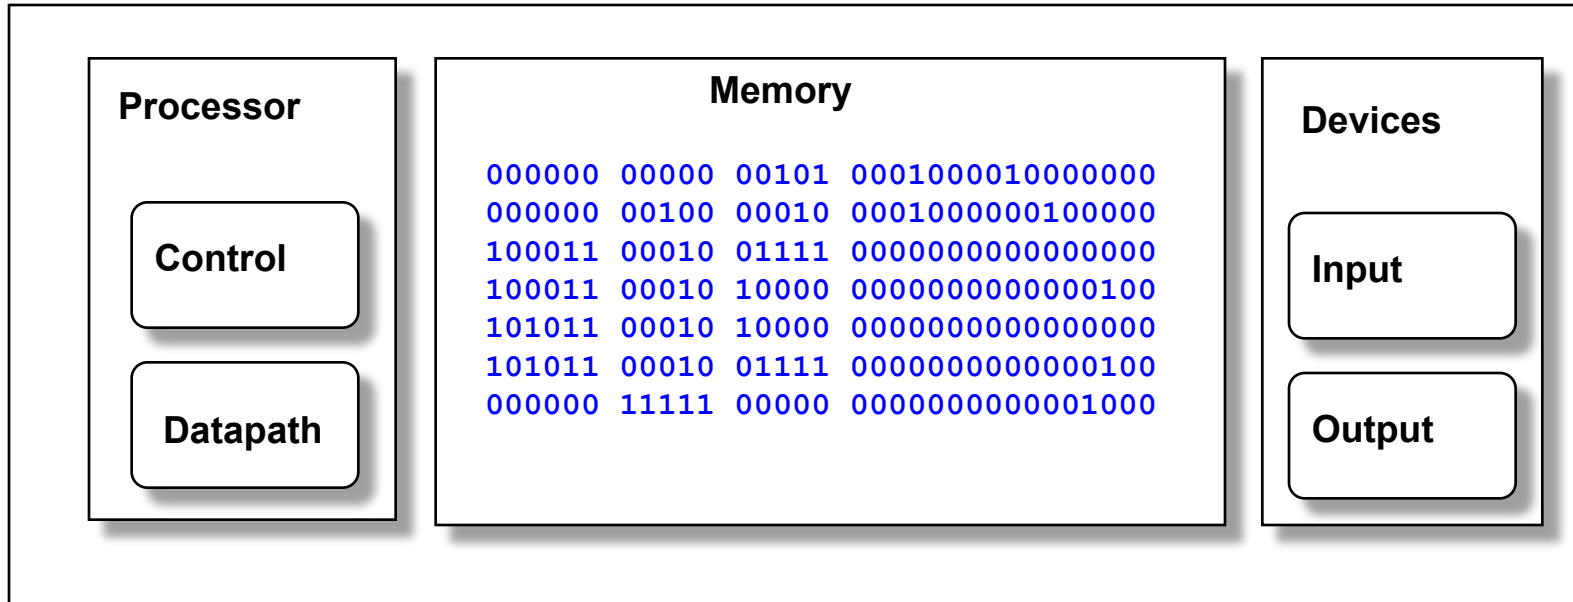 Processor
Control
Datapath
Memory
000000 00000 00101 0001000010000000
000000 00100 00010 0001000000100000
100011 00010 01111 0000000000000000
100011 00010 10000 0000000000000100
101011 00010 10000 0000000000000000
101011 00010 01111 0000000000000100
000000 11111 00000 0000000000001000
Devices
Input
Output